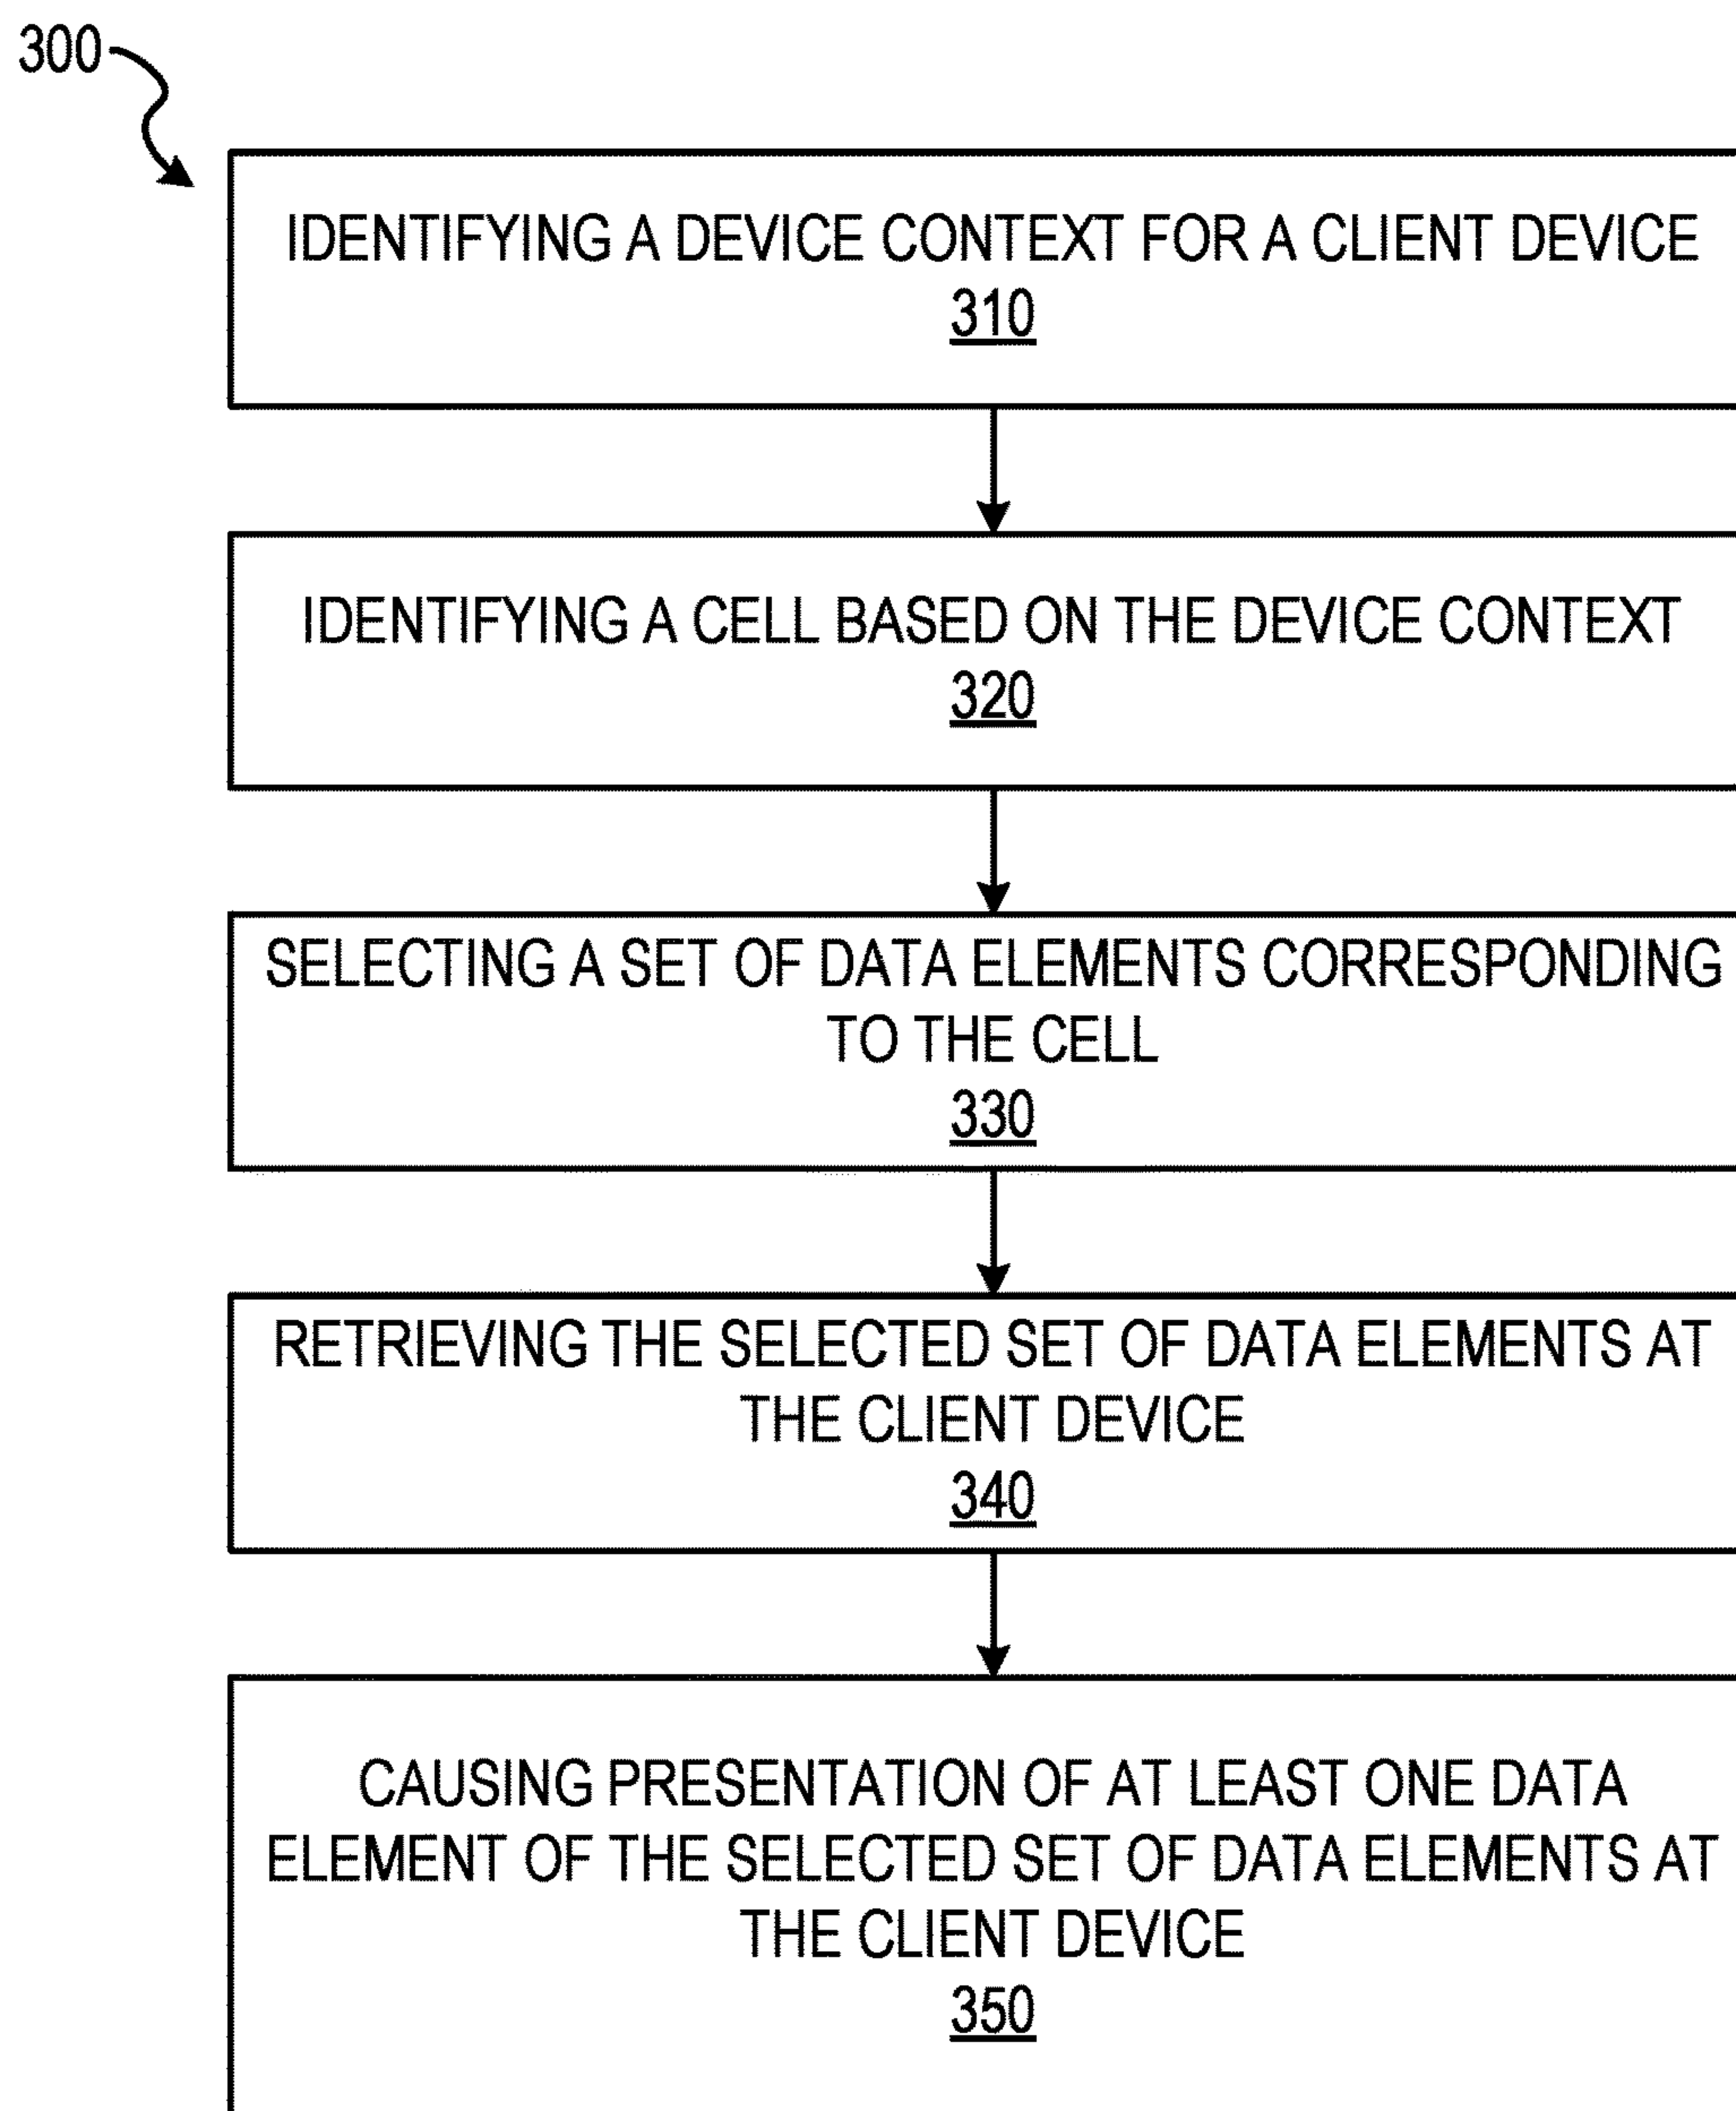 300
IDENTIFYING A DEVICE CONTEXT FOR A CLIENT DEVICE
310
IDENTIFYING A CELL BASED ON THE DEVICE CONTEXT
320
SELECTING A SET OF DATA ELEMENTS CORRESPONDING
TO THE CELL
330
RETRIEVING THE SELECTED SET OF DATA ELEMENTS AT
THE CLIENT DEVICE
340
CAUSING PRESENTATION OF AT LEAST ONE DATA
ELEMENT OF THE SELECTED SET OF DATA ELEMENTS AT
THE CLIENT DEVICE
350